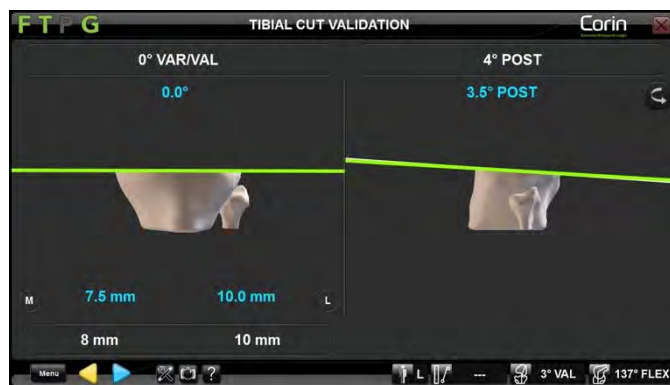 F T P G
TIBIAL CUT VALIDATION
Corin
0° VAR/VAL
4° POST
0.0°
3.5° POST
M
7.5 mm
10.0 mm
L
8 mm
10 mm
Menu
?
L
---
3° VAL
137° FLEX